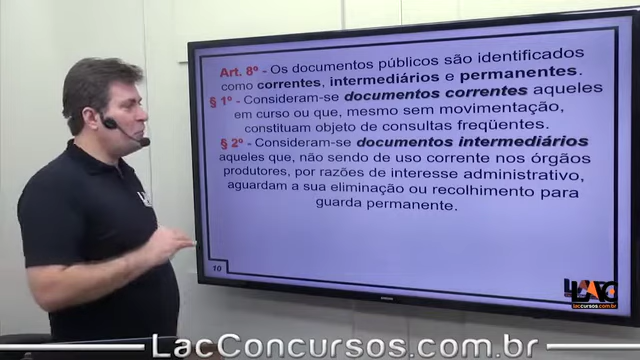 Art. 8º - Os documentos públicos são identificados
como correntes, intermediários e permanentes.
§ 1º - Consideram-se documentos correntes aqueles
em curso ou que, mesmo sem movimentação,
constituam objeto de consultas freqüentes.
§ 2º - Consideram-se documentos intermediários
aqueles que, não sendo de uso corrente nos órgãos
produtores, por razões de interesse administrativo,
aguardam a sua eliminação ou recolhimento para
guarda permanente.
10
LAC
lacconcursos.com.br
LacConcursos.com.br